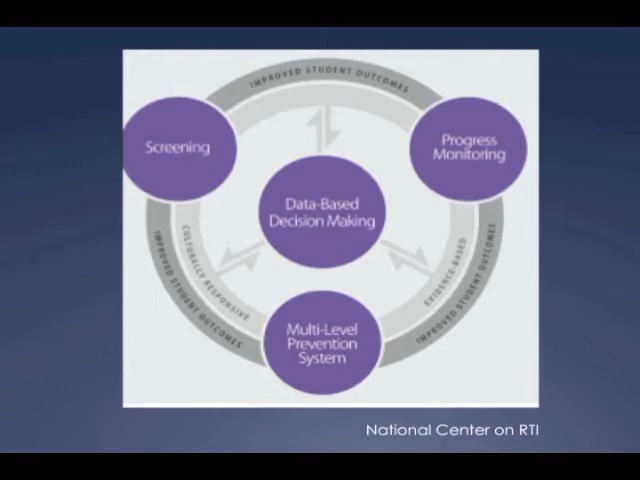 IMPROVED STUDENT OUTCOMES
Screening
Progress
Monitoring
Data-Based
Decision Making
CULTURALLY RESPONSIVE
EVIDENCE-BASED
IMPROVED STUDENT OUTCOMES
IMPROVED STUDENT OUTCOMES
Multi-Level
Prevention
System
National Center on RTI